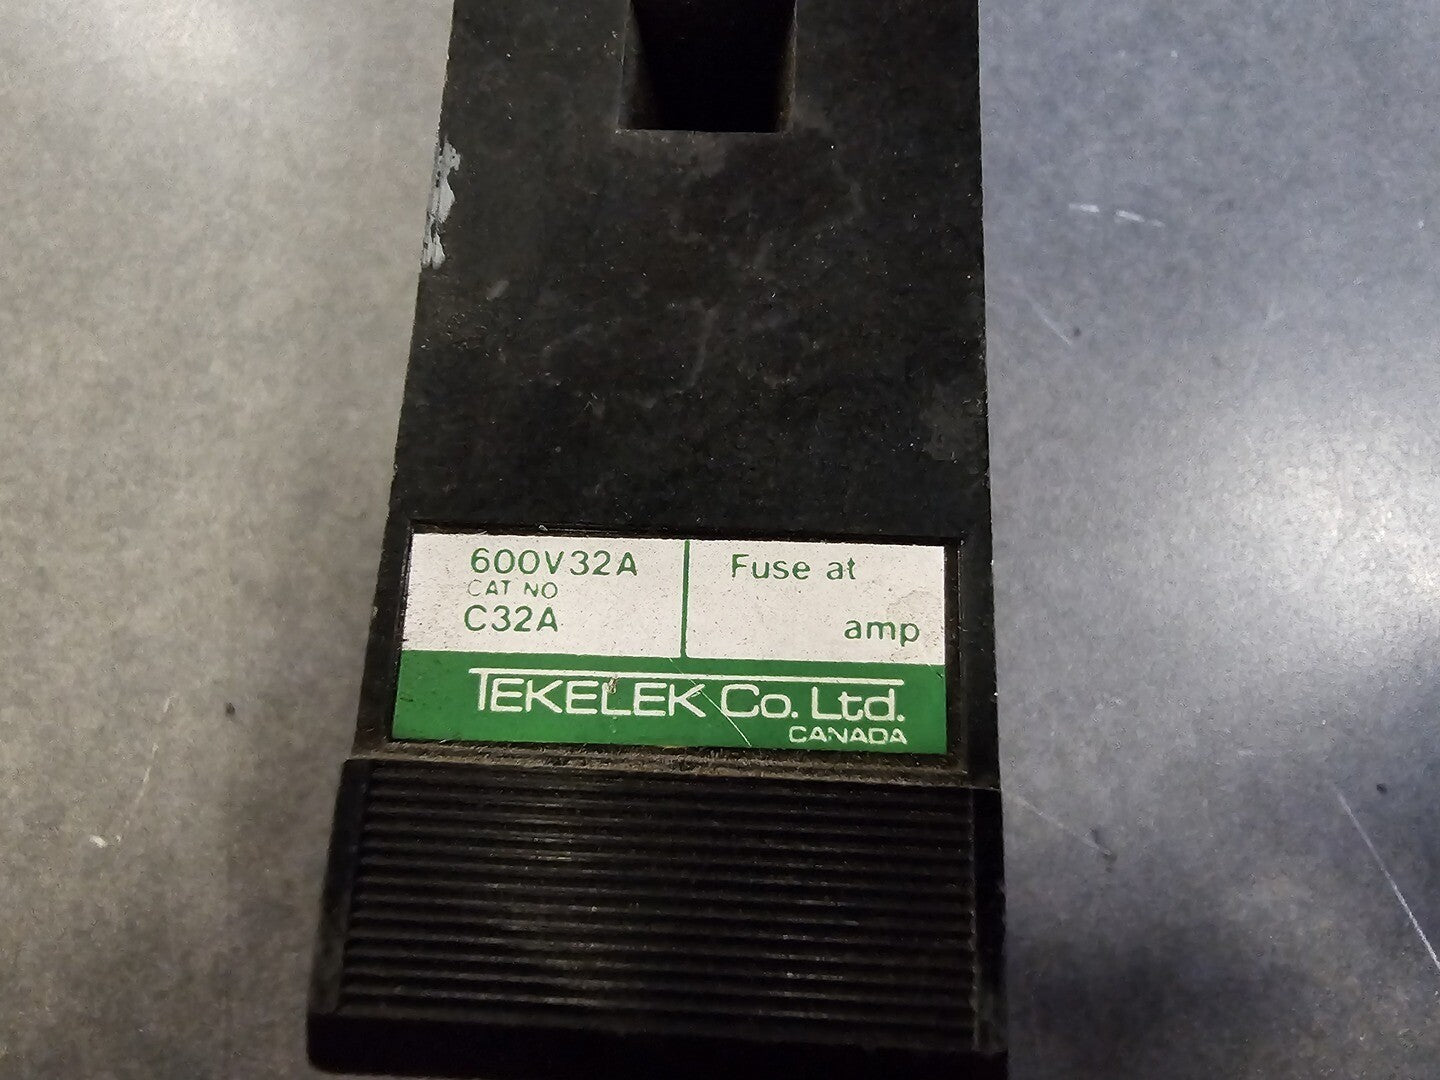 600V32A
CAT NO
C32A
Fuse at
amp
TEKELEK Co. Ltd.
CANADA